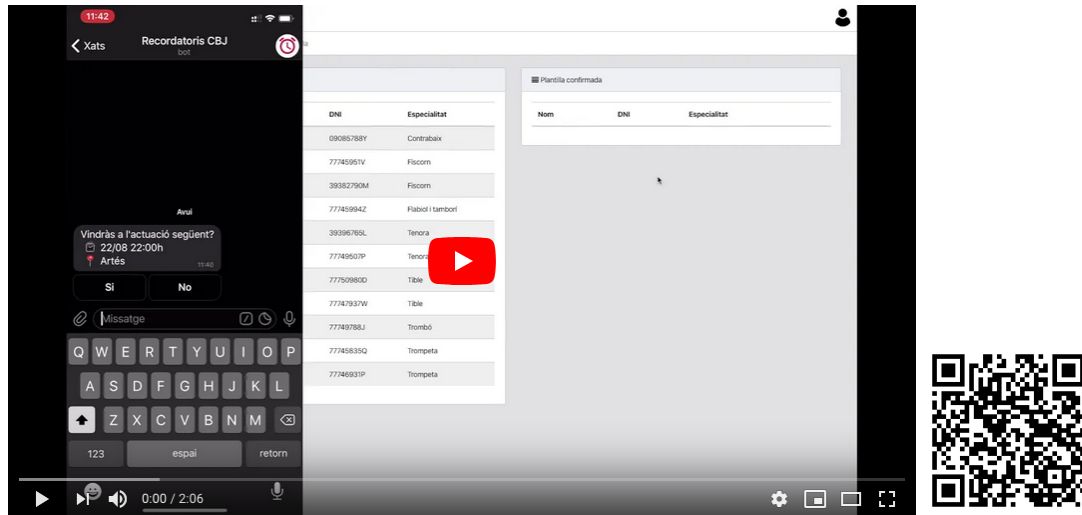 11:42
Xats
Recordatoris CBJ
bot
Avui
Vindràs a l'actuació següent?
22/08 22:00h
Artés
11:40
Si
No
Missatge
Q W E R T Y U I O P
A S D F G H J K L
Z X C V B N M
123
espai
retorn
DNI
Especialitat
09085788Y
Contrabaix
77745951V
Fiscorn
39382790M
Fiscorn
77745994Z
Flabiol i tamborí
39396765L
Tenora
77749507P
Tenora
77750980D
Tible
77747937W
Tible
77749788J
Trombó
77745835Q
Trompeta
77746931P
Trompeta
Plantilla confirmada
Nom
DNI
Especialitat
0:00 / 2:06